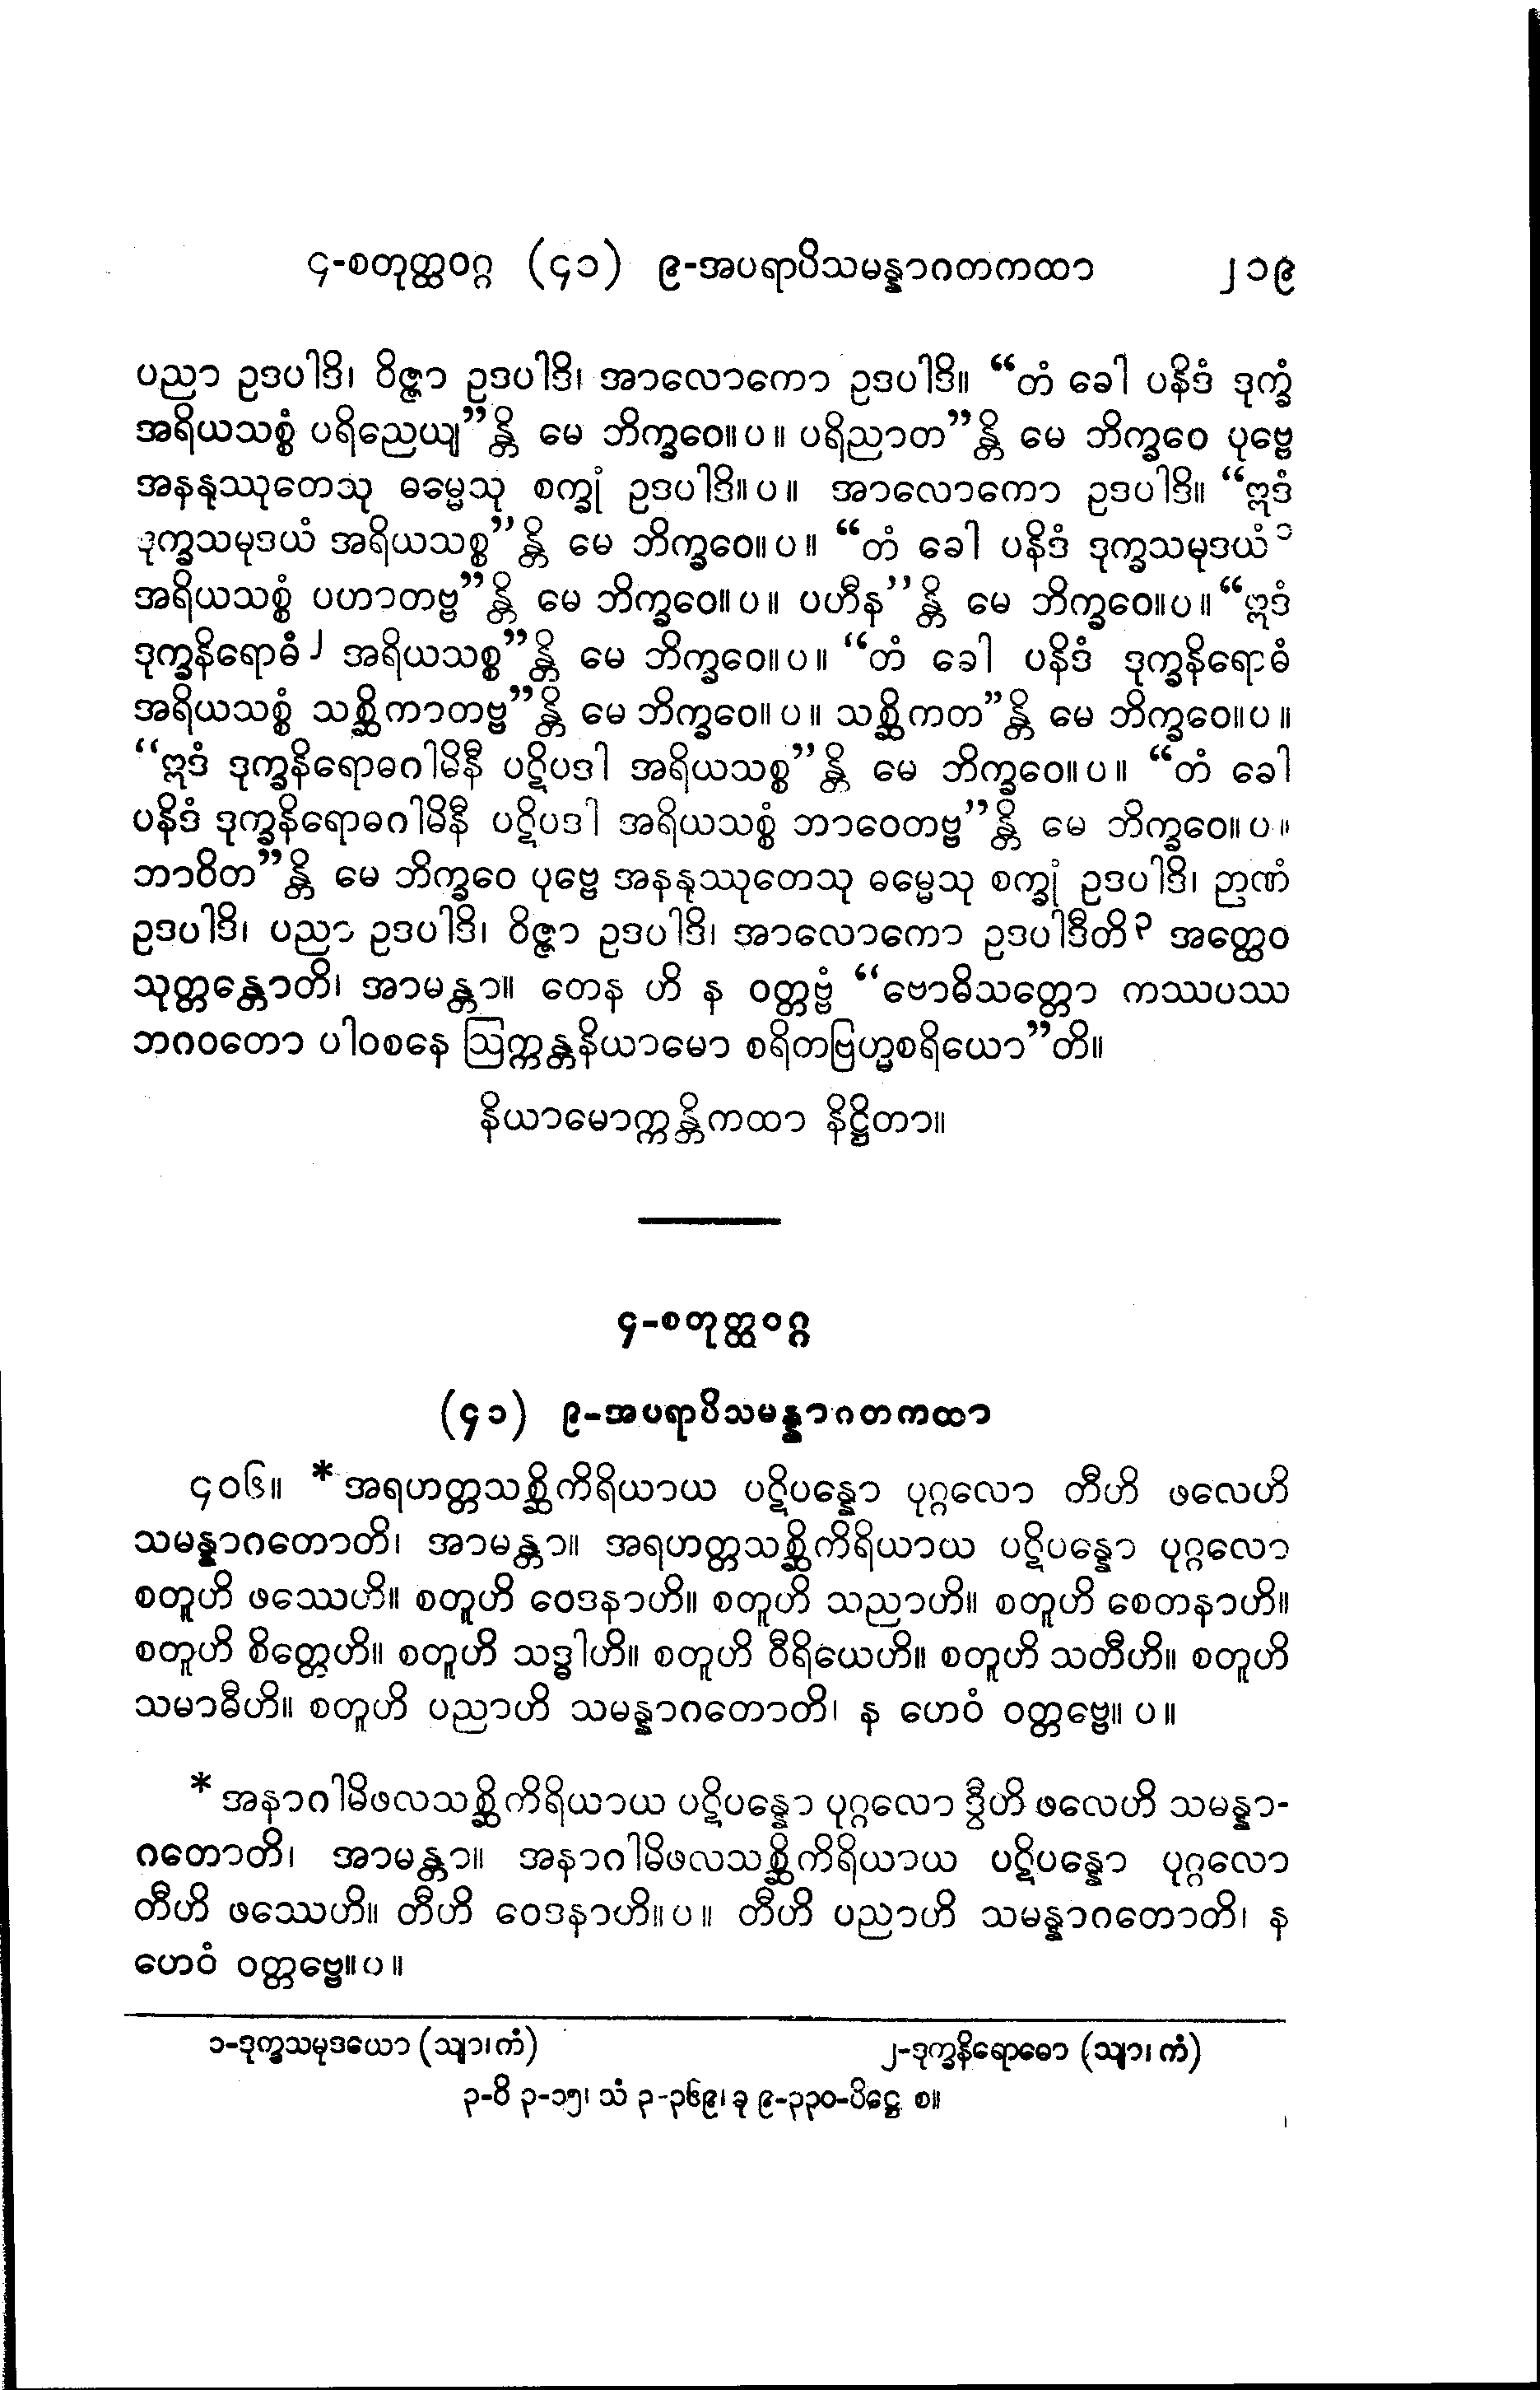 ၄-စတုတ္ထဝဂ္ဂ (၄၁) ၉-အပရာပိသမန္နာဂတကထာ ၂၁၉
ပညာ ဥဒပါဒိ၊ ဝိဇ္ဇာ ဥဒပါဒိ၊ အာလောကော ဥဒပါဒိ။ “တံ ခေါ ပနိဒံ ဒုက္ခံ
အရိယသစ္စံ ပရိညေယျ”န္တိ မေ ဘိက္ခဝေ။ပ။ ပရိညာတ”န္တိ မေ ဘိက္ခဝေ ပုဗ္ဗေ
အနနုဿုတေသု ဓမ္မေသု စက္ခုံ ဥဒပါဒိ။ပ။ အာလောကော ဥဒပါဒိ။ “ဣဒံ
ဒုက္ခသမုဒယံ အရိယသစ္စ”န္တိ မေ ဘိက္ခဝေ။ပ။ “တံ ခေါ ပနိဒံ ဒုက္ခသမုဒယံ၁
အရိယသစ္စံ ပဟာတဗ္ဗ”န္တိ မေ ဘိက္ခဝေ။ပ။ ပဟီန”န္တိ မေ ဘိက္ခဝေ။ပ။ “ဣဒံ
ဒုက္ခနိရောဓံ၂ အရိယသစ္စ”န္တိ မေ ဘိက္ခဝေ။ပ။ “တံ ခေါ ပနိဒံ ဒုက္ခနိရောဓံ
အရိယသစ္စံ သစ္ဆိကာတဗ္ဗ”န္တိ မေ ဘိက္ခဝေ။ပ။ သစ္ဆိကတ”န္တိ မေ ဘိက္ခဝေ။ပ။
“ဣဒံ ဒုက္ခနိရောဓဂါမိနီ ပဋိပဒါ အရိယသစ္စ”န္တိ မေ ဘိက္ခဝေ။ပ။ “တံ ခေါ
ပနိဒံ ဒုက္ခနိရောဓဂါမိနီ ပဋိပဒါ အရိယသစ္စံ ဘာဝေတဗ္ဗ”န္တိ မေ ဘိက္ခဝေ။ပ။
ဘာဝိတ”န္တိ မေ ဘိက္ခဝေ ပုဗ္ဗေ အနနုဿုတေသု ဓမ္မေသု စက္ခုံ ဥဒပါဒိ၊ ဉာဏံ
ဥဒပါဒိ၊ ပညာ ဥဒပါဒိ၊ ဝိဇ္ဇာ ဥဒပါဒိ၊ အာလောကော ဥဒပါဒီတိ၃ အတ္ထေဝ
သုတ္တန္တောတိ၊ အာမန္တာ။ တေန ဟိ န ဝတ္တဗ္ဗံ “ဗောဓိသတ္တော ကဿပဿ
ဘဂဝတော ပါဝစနေ ဩက္ကန္တနိယာမော စရိတဗြဟ္မစရိယော”တိ။
နိယာမောက္ကန္တိကထာ နိဋ္ဌိတာ။
၄-စတုတ္ထဝဂ္ဂ
(၄၁) ၉-အပရာပိသမန္နာဂတကထာ
၄၀၆။ *အရဟတ္တသစ္ဆိကိရိယာယ ပဋိပန္နော ပုဂ္ဂလော တီဟိ ဖလေဟိ
သမန္နာဂတောတိ၊ အာမန္တာ။ အရဟတ္တသစ္ဆိကိရိယာယ ပဋိပန္နော ပုဂ္ဂလော
စတူဟိ ဖဿေဟိ။ စတူဟိ ဝေဒနာဟိ။ စတူဟိ သညာဟိ။ စတူဟိ စေတနာဟိ။
စတူဟိ စိတ္တေဟိ။ စတူဟိ သဒ္ဓါဟိ။ စတူဟိ ဝီရိယေဟိ။ စတူဟိ သတီဟိ။ စတူဟိ
သမာဓီဟိ။ စတူဟိ ပညာဟိ သမန္နာဂတောတိ၊ န ဟေဝံ ဝတ္တဗ္ဗေ။ပ။
*အနာဂါမိဖလသစ္ဆိကိရိယာယ ပဋိပန္နော ပုဂ္ဂလော ဒွီဟိ ဖလေဟိ သမန္နာ-
ဂတောတိ၊ အာမန္တာ။ အနာဂါမိဖလသစ္ဆိကိရိယာယ ပဋိပန္နော ပုဂ္ဂလော
တီဟိ ဖဿေဟိ။ တီဟိ ဝေဒနာဟိ။ပ။ တီဟိ ပညာဟိ သမန္နာဂတောတိ၊ န
ဟေဝံ ဝတ္တဗ္ဗေ။ပ။
၁-ဒုက္ခသမုဒယော (သျာ၊ကံ) ၂-ဒုက္ခနိရောဓော (သျာ၊ကံ)
၃-ဝိ ၃-၁၅၊ သံ ၃-၃၆၉၊ ခု ၉-၃၃၀-ပိဋ္ဌေ စ။